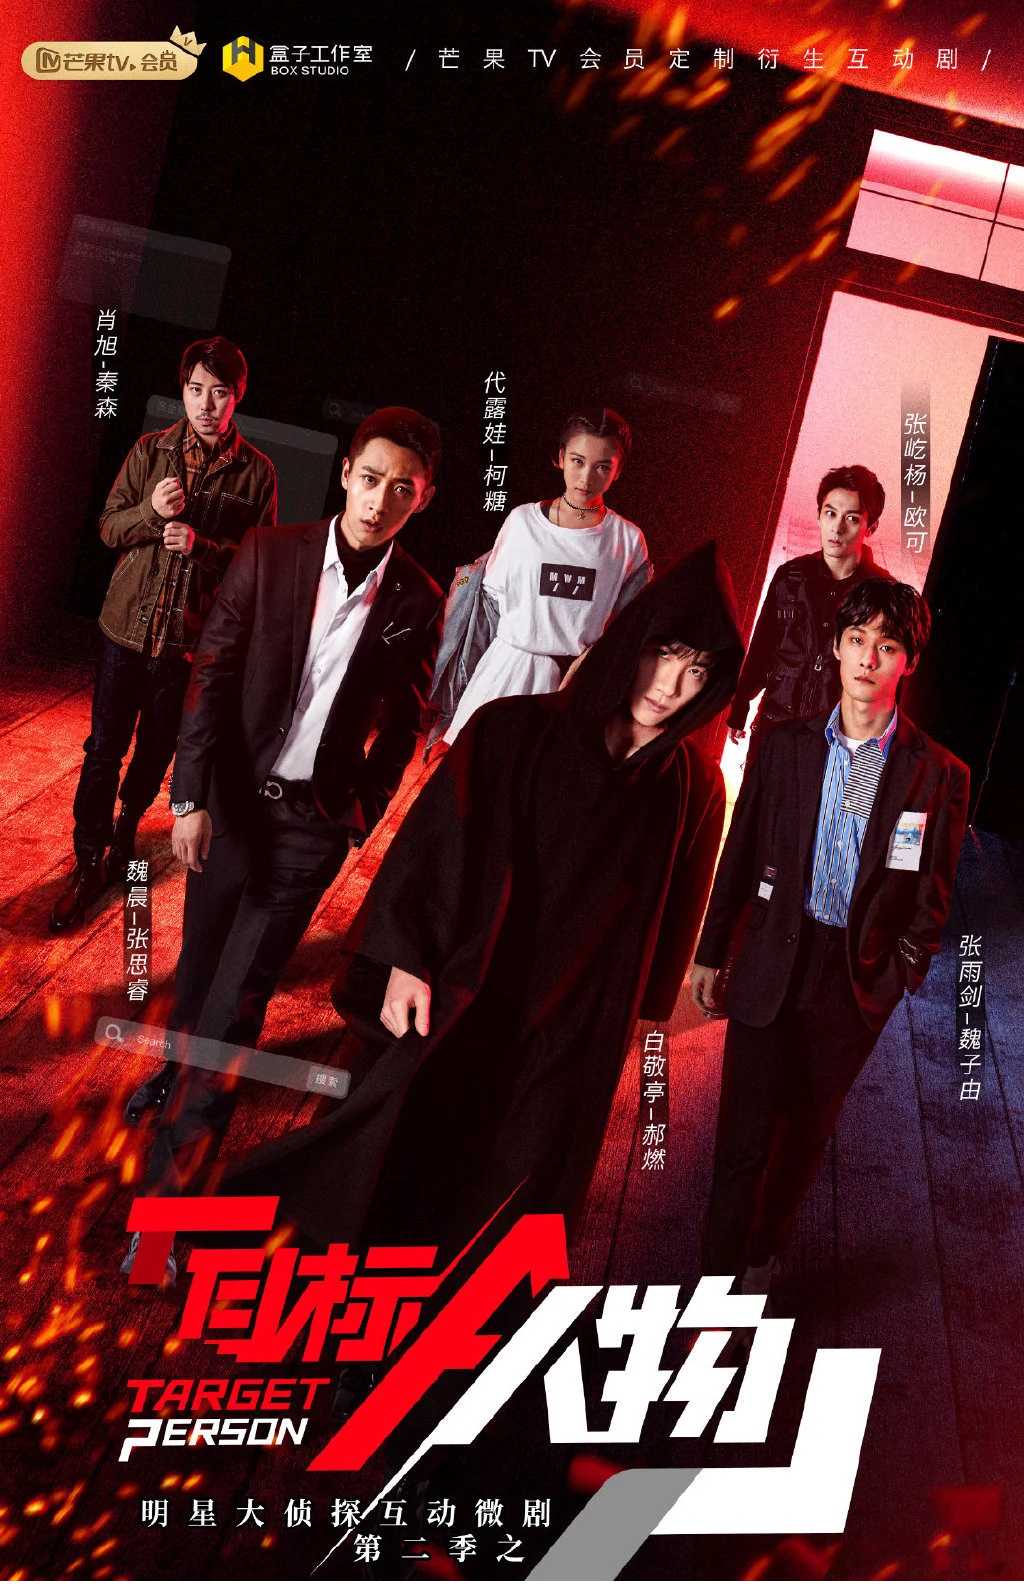 芒果tv.会员
盒子工作室
BOX STUDIO
/芒果TV会员定制衍生互动剧/
肖旭-秦森
代露娃-柯糖
张屹杨-欧可
魏晨-张思睿
张雨剑-魏子由
白敬亭-郝燃
Search
搜索
目标人物
TARGET
PERSON
明星大侦探互动微剧
第二季之